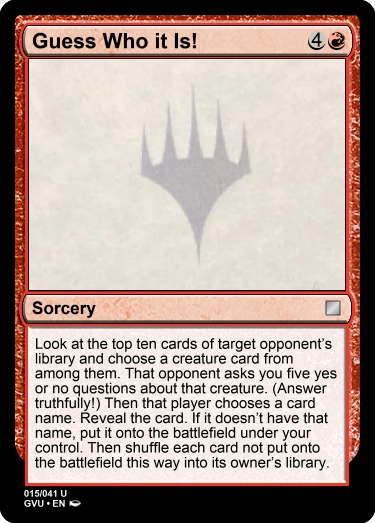 Guess Who it Is!
4
Sorcery
Look at the top ten cards of target opponent's
library and choose a creature card from
among them. That opponent asks you five yes
or no questions about that creature. (Answer
truthfully!) Then that player chooses a card
name. Reveal the card. If it doesn't have that
name, put it onto the battlefield under your
control. Then shuffle each card not put onto
the battlefield this way into its owner's library.
015/041 U
GVU • EN